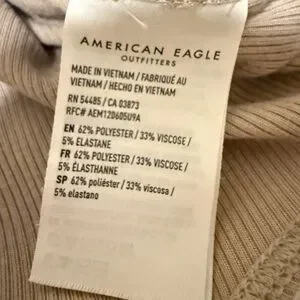 AMERICAN EAGLE
OUTFITTERS
MADE IN VIETNAM / FABRIQUÉ AU
VIETNAM / HECHO EN VIETNAM
RN 54485 / CA 03873
RFC# AEM120605U9A
EN 62% POLYESTER / 33% VISCOSE /
5% ELASTANE
FR 62% POLYESTER / 33% VISCOSE /
5% ÉLASTHANNE
SP 62% poliéster / 33% viscosa /
5% elastano